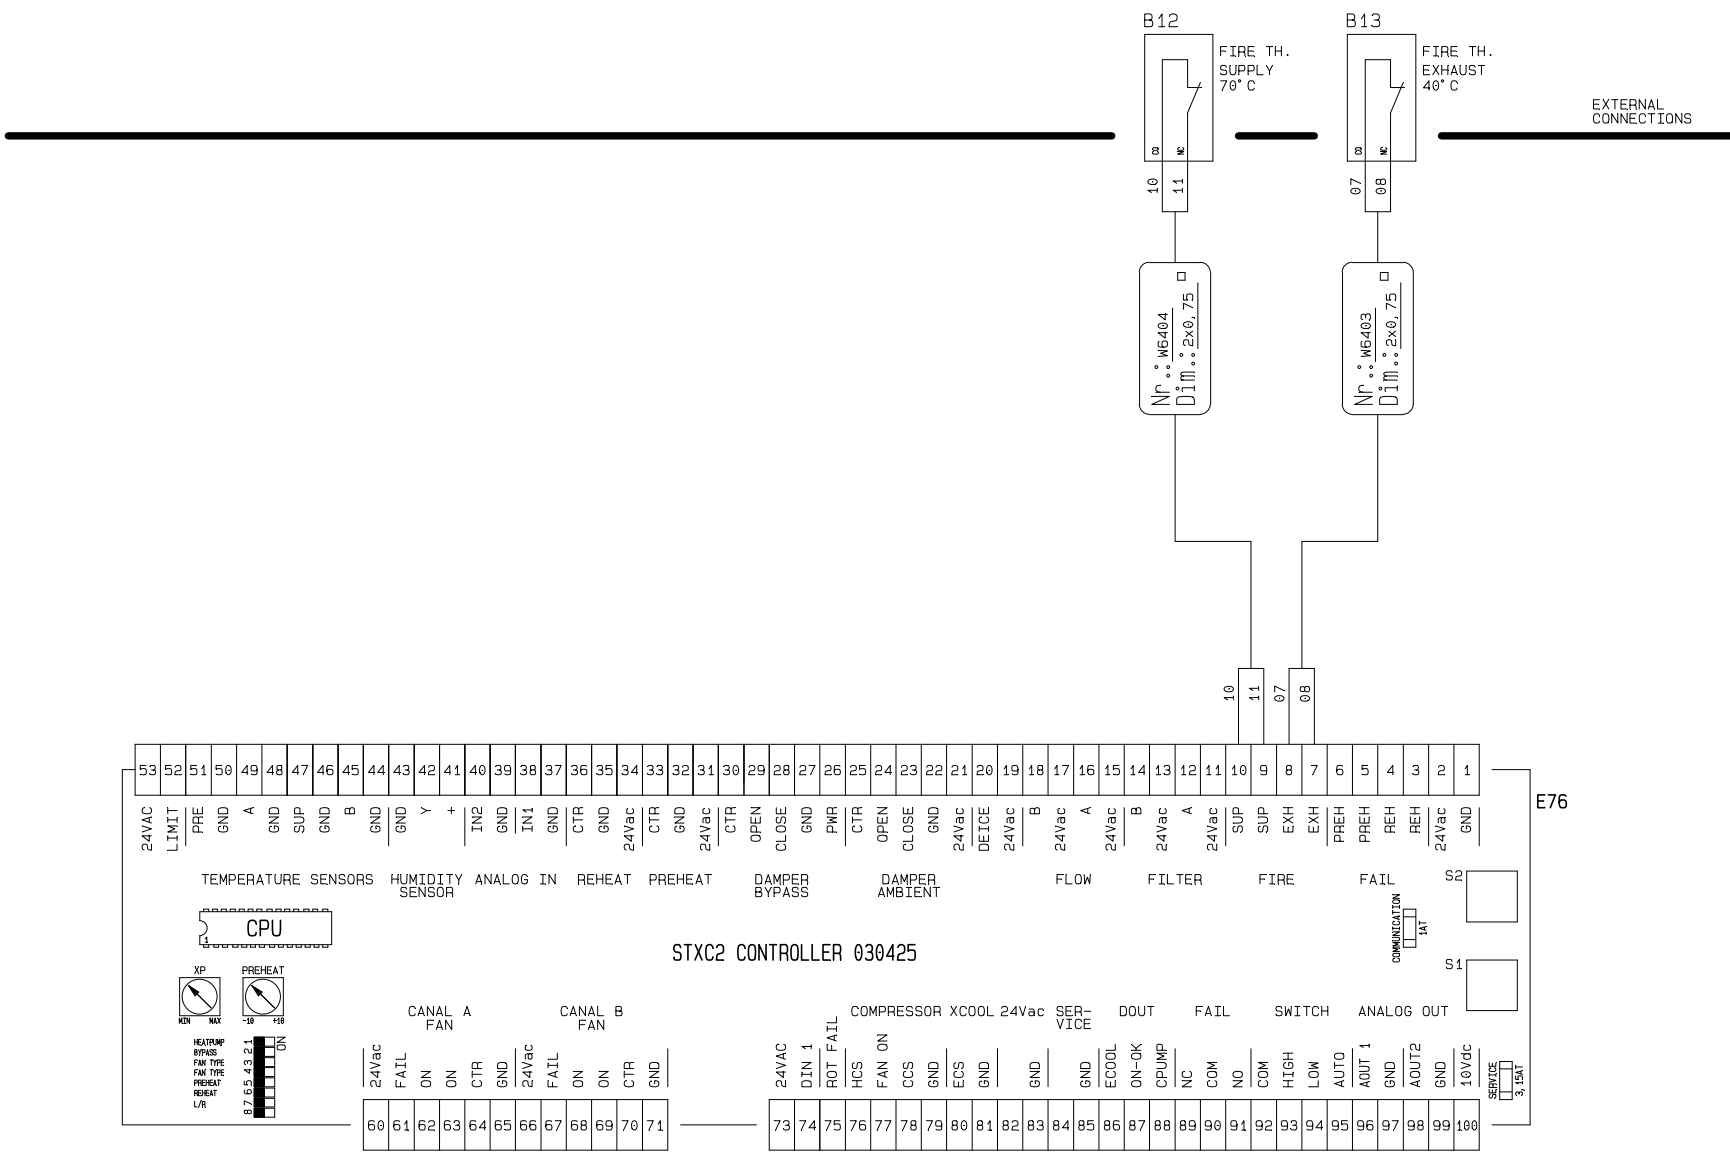 B12
FIRE TH.
SUPPLY
70°C
CO
NC
10
11
B13
FIRE TH.
EXHAUST
40°C
CO
NC
07
08
EXTERNAL
CONNECTIONS
Nr.: W6404
Dim.: 2x0,75
Nr.: W6403
Dim.: 2x0,75
10
11
07
08
53 52 51 50 49 48 47 46 45 44 43 42 41 40 39 38 37 36 35 34 33 32 31 30 29 28 27 26 25 24 23 22 21 20 19 18 17 16 15 14 13 12 11 10 9 8 7 6 5 4 3 2 1
24VAC LIMIT PRE GND A GND SUP GND B GND GND Y + IN2 GND IN1 GND CTR GND 24Vac CTR GND 24Vac CTR OPEN CLOSE GND PWR CTR OPEN CLOSE GND 24Vac DEICE 24Vac B 24Vac A 24Vac B 24Vac A 24Vac SUP SUP EXH EXH PREH PREH REH REH 24Vac GND
E76
TEMPERATURE SENSORS
HUMIDITY
SENSOR
ANALOG IN
REHEAT
PREHEAT
DAMPER
BYPASS
DAMPER
AMBIENT
FLOW
FILTER
FIRE
FAIL
S2
1
CPU
STXC2 CONTROLLER 030425
COMMUNICATION
1AT
S1
XP
MIN MAX
PREHEAT
-10 +10
ON
HEATPUMP 1
BYPASS 2
FAN TYPE 3
FAN TYPE 4
PREHEAT 5
REHEAT 6
L/R 7
8
CANAL A
FAN
CANAL B
FAN
COMPRESSOR
XCOOL
24Vac
SER-
VICE
DOUT
FAIL
SWITCH
ANALOG OUT
24Vac FAIL ON ON CTR GND 24Vac FAIL ON ON CTR GND
24VAC DIN 1 ROT FAIL HCS FAN ON CCS GND ECS GND GND GND ECOOL ON-OK CPUMP NC COM NO COM HIGH LOW AUTO AOUT 1 GND AOUT2 GND 10Vdc
SERVICE
3,15AT
60 61 62 63 64 65 66 67 68 69 70 71
73 74 75 76 77 78 79 80 81 82 83 84 85 86 87 88 89 90 91 92 93 94 95 96 97 98 99 100